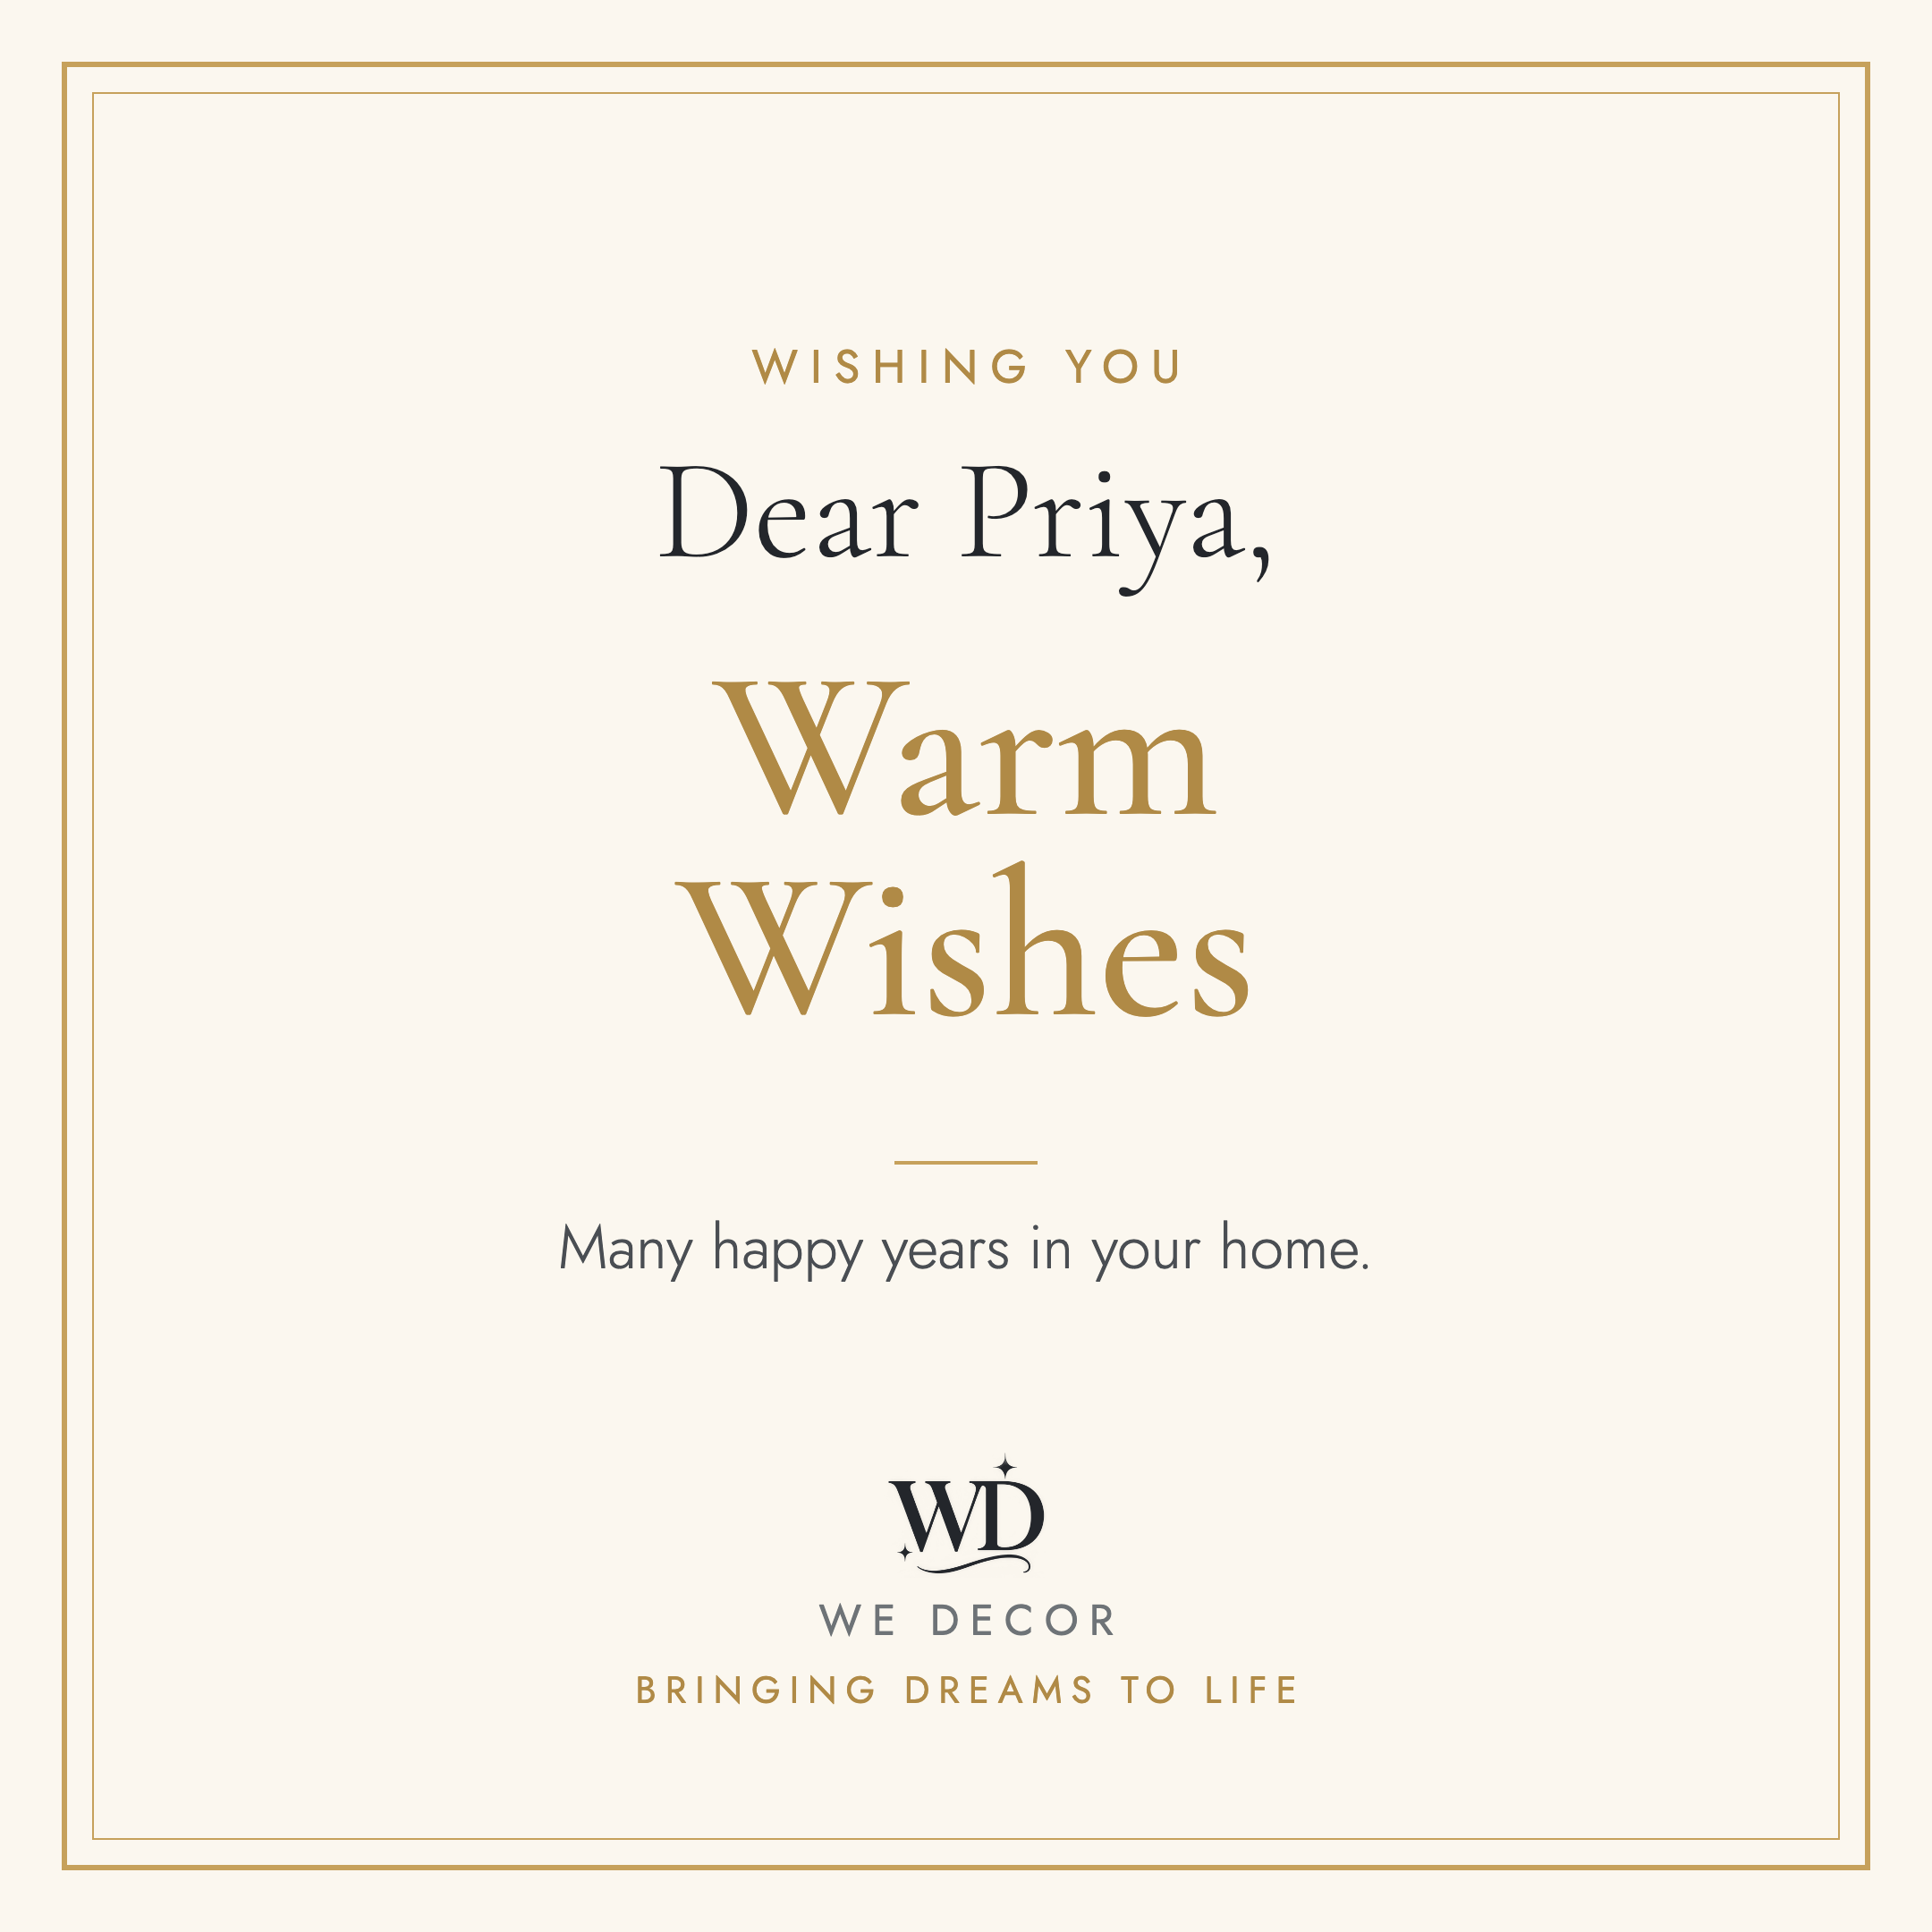 WISHING YOU
Dear Priya,
Warm
Wishes
Many happy years in your home.
WD
WE DECOR
BRINGING DREAMS TO LIFE